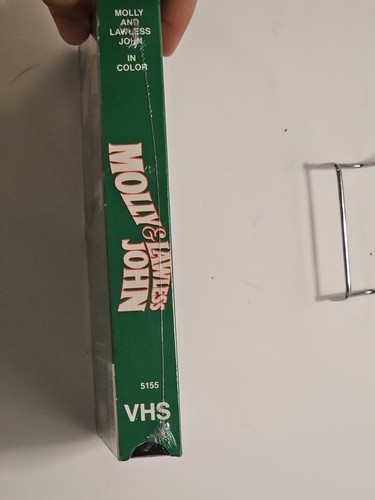 MOLLY
AND
LAWLESS
JOHN
IN
COLOR
MOLLY
& LAWLESS
JOHN
5155
VHS